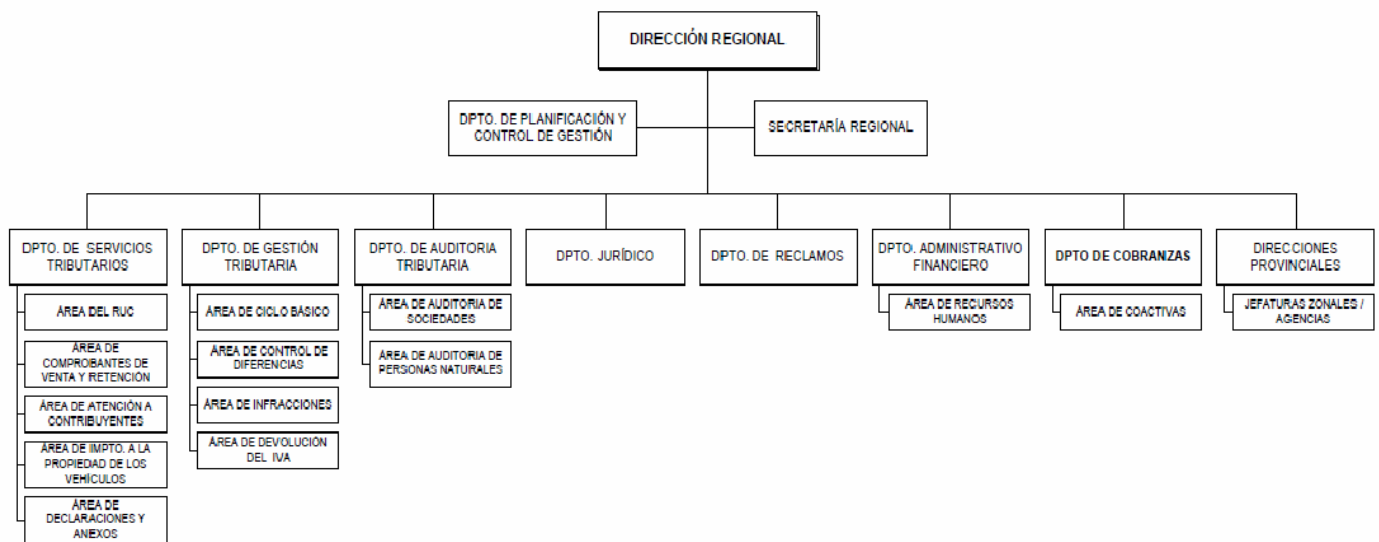 DIRECCIÓN REGIONAL
DPTO. DE PLANIFICACIÓN Y
CONTROL DE GESTIÓN
SECRETARÍA REGIONAL
DPTO. DE SERVICIOS
TRIBUTARIOS
DPTO. DE GESTIÓN
TRIBUTARIA
DPTO. DE AUDITORIA
TRIBUTARIA
DPTO. JURÍDICO
DPTO. DE RECLAMOS
DPTO. ADMINISTRATIVO
FINANCIERO
DPTO DE COBRANZAS
DIRECCIONES
PROVINCIALES
ÁREA DEL RUC
ÁREA DE
COMPROBANTES DE
VENTA Y RETENCIÓN
ÁREA DE ATENCIÓN A
CONTRIBUYENTES
ÁREA DE IMPTO. A LA
PROPIEDAD DE LOS
VEHÍCULOS
ÁREA DE
DECLARACIONES Y
ANEXOS
ÁREA DE CICLO BÁSICO
ÁREA DE CONTROL DE
DIFERENCIAS
ÁREA DE INFRACCIONES
ÁREA DE DEVOLUCIÓN
DEL IVA
ÁREA DE AUDITORIA DE
SOCIEDADES
ÁREA DE AUDITORIA DE
PERSONAS NATURALES
ÁREA DE RECURSOS
HUMANOS
ÁREA DE COACTIVAS
JEFATURAS ZONALES /
AGENCIAS